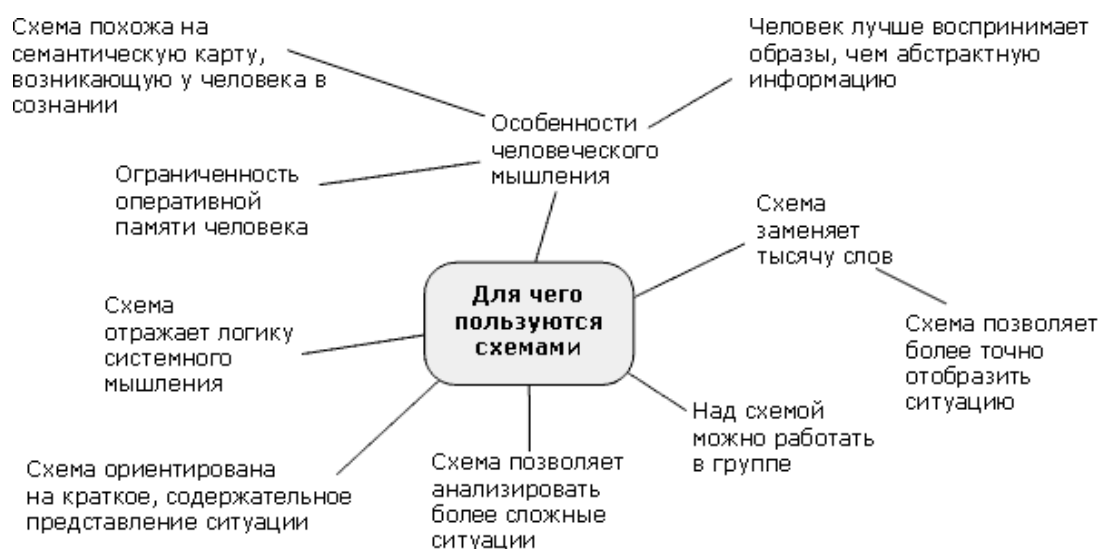 Схема похожа на
семантическую карту,
возникающую у человека в
сознании
Человек лучше воспринимает
образы, чем абстрактную
информацию
Особенности
человеческого
мышления
Ограниченность
оперативной
памяти человека
Схема
заменяет
тысячу слов
Для чего
пользуются
схемами
Схема
отражает логику
системного
мышления
Схема позволяет
более точно
отобразить
ситуацию
Над схемой
можно работать
в группе
Схема ориентирована
на краткое, содержательное
представление ситуации
Схема позволяет
анализировать
более сложные
ситуации